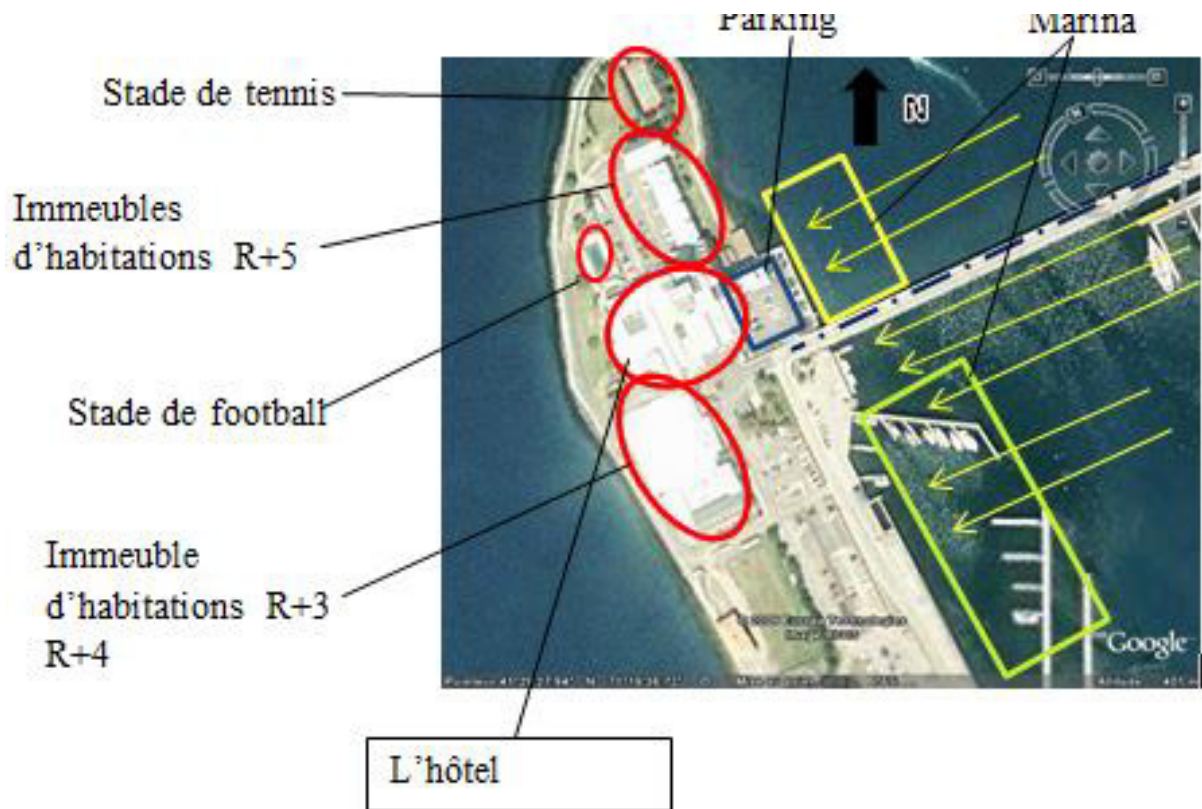 Parking
Marina
Stade de tennis
N
Immeubles
d'habitations R+5
Stade de football
Immeuble
d'habitations R+3
R+4
Google
L'hôtel